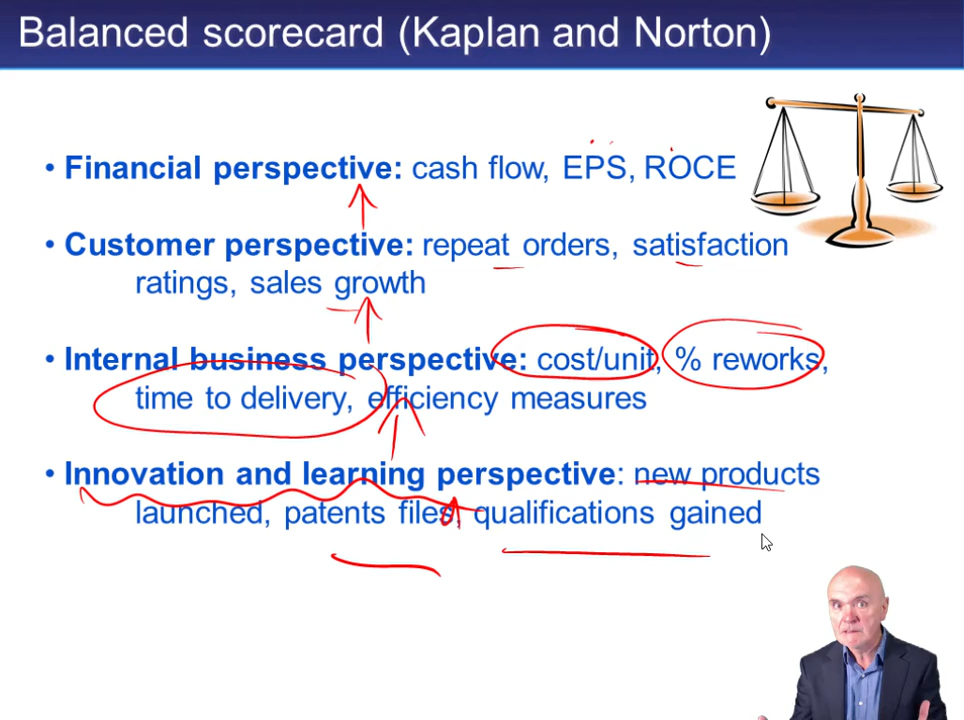 Balanced scorecard (Kaplan and Norton)
• Financial perspective: cash flow, EPS, ROCE
• Customer perspective: repeat orders, satisfaction
ratings, sales growth
• Internal business perspective: cost/unit, % reworks,
time to delivery, efficiency measures
• Innovation and learning perspective: new products
launched, patents files, qualifications gained